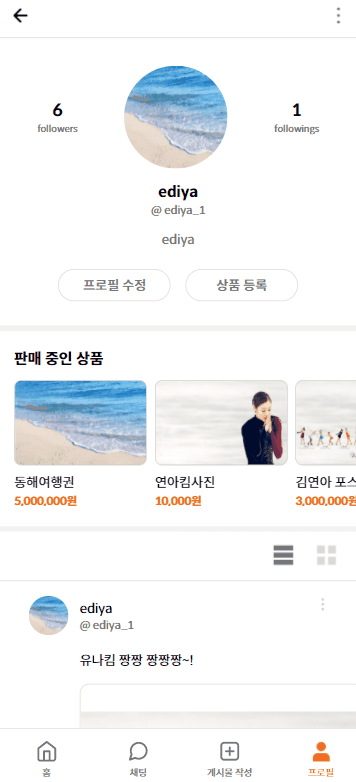 6
followers
1
followings
ediya
@ ediya_1
ediya
프로필 수정
상품 등록
판매 중인 상품
동해여행권
5,000,000원
연아킴사진
10,000원
김연아 포스
3,000,000원
ediya
@ ediya_1
유나킴 짱짱 짱짱짱~!
홈
채팅
게시물 작성
프로필